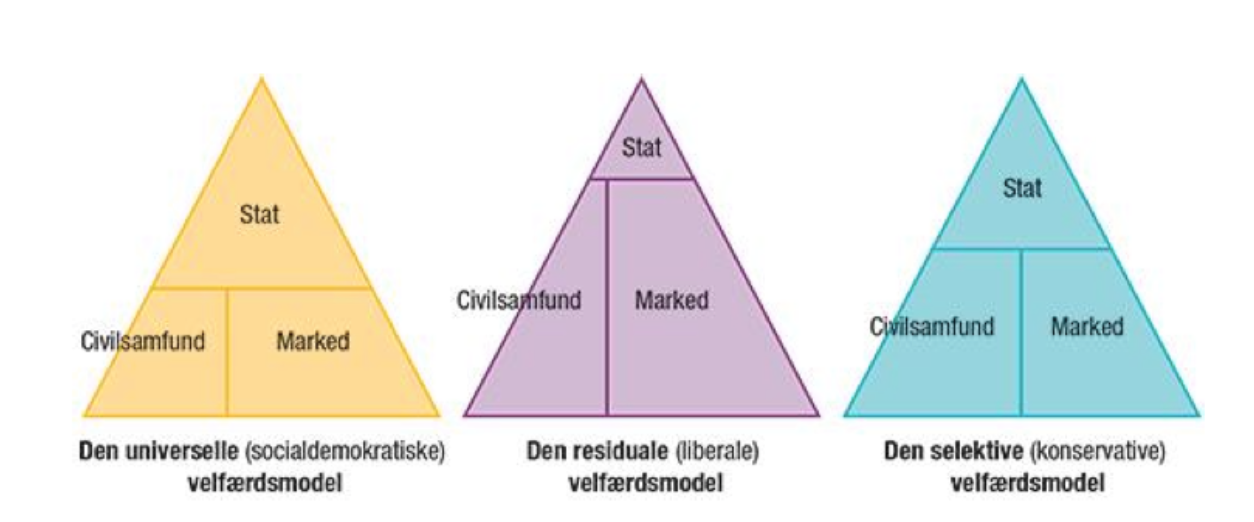 Stat
Civilsamfund
Marked
Den universelle (socialdemokratiske)
velfærdsmodel
Stat
Civilsamfund
Marked
Den residuale (liberale)
velfærdsmodel
Stat
Civilsamfund
Marked
Den selektive (konservative)
velfærdsmodel